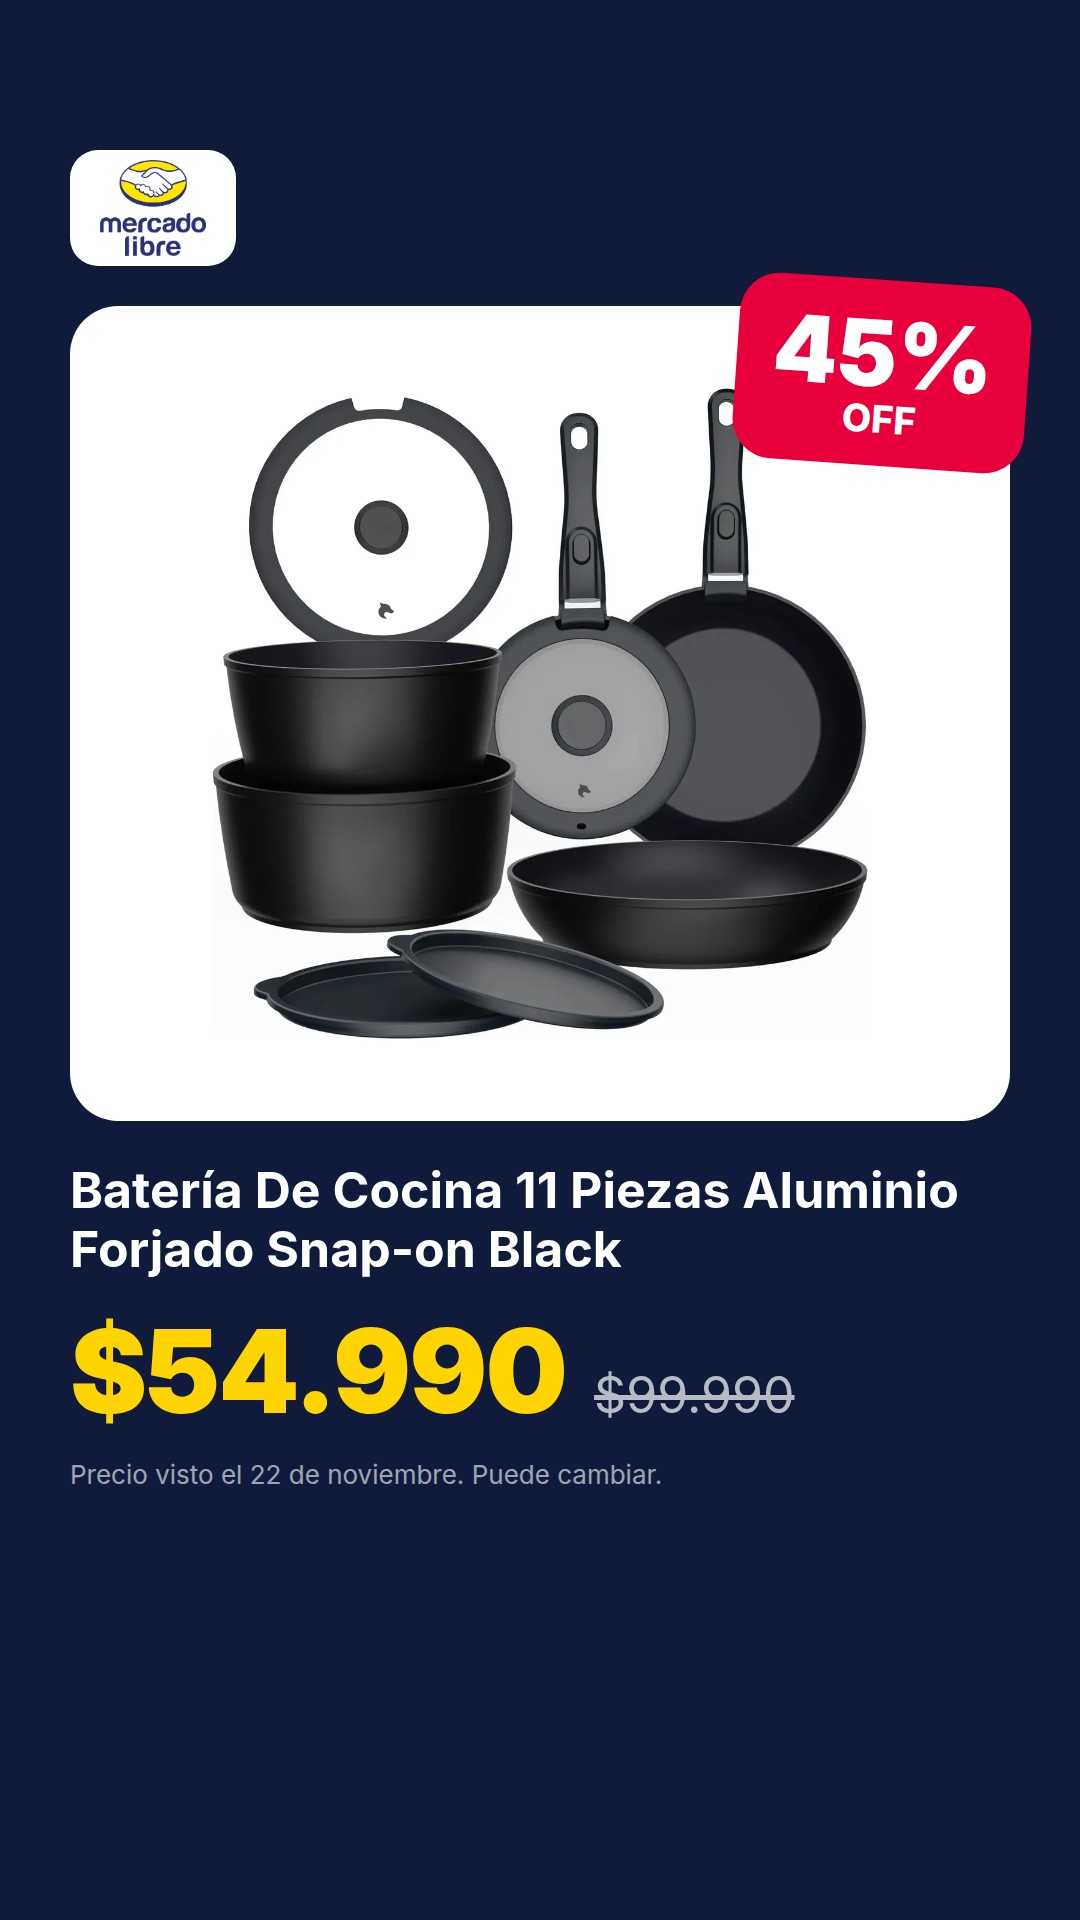 mercado
libre
45%
OFF
Batería De Cocina 11 Piezas Aluminio
Forjado Snap-on Black
$54.990 $99.990
Precio visto el 22 de noviembre. Puede cambiar.